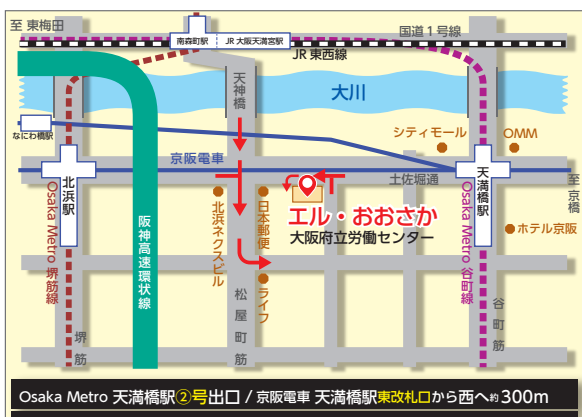 至 東梅田
南森町駅
JR 大阪天満宮駅
国道1号線
JR 東西線
天神橋
大川
なにわ橋駅
シティモール
OMM
京阪電車
土佐堀通
天満橋駅
至 京橋
北浜駅
Osaka Metro 堺筋線
阪神高速環状線
北浜ネクスビル
日本郵便
エル・おおさか
大阪府立労働センター
Osaka Metro 谷町線
ホテル京阪
ライフ
松屋町筋
堺筋
谷町筋
Osaka Metro 天満橋駅②号出口 / 京阪電車 天満橋駅東改札口から西へ約300m